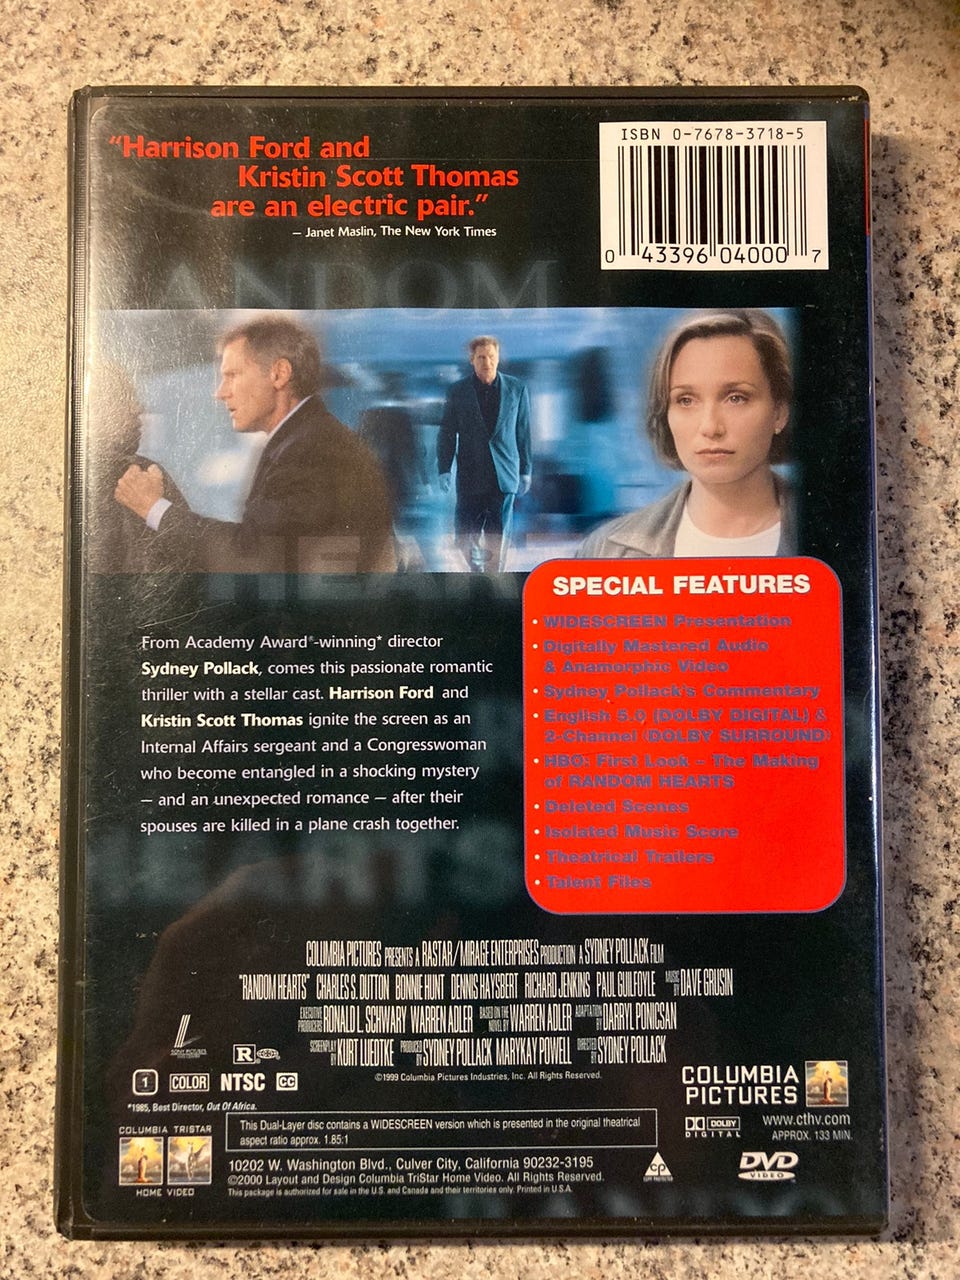 "Harrison Ford and
Kristin Scott Thomas
are an electric pair."
– Janet Maslin, The New York Times
ISBN 0-7678-3718-5
0 43396 04000 7
ANDOM
HEART
SPECIAL FEATURES
• WIDESCREEN Presentation
• Digitally Mastered Audio
& Anamorphic Video
• Sydney Pollack's Commentary
• English 5.0 (DOLBY DIGITAL) &
2-Channel (DOLBY SURROUND)
• HBO: First Look – The Making
of RANDOM HEARTS
• Deleted Scenes
• Isolated Music Score
• Theatrical Trailers
• Talent Files
From Academy Award®-winning* director
Sydney Pollack, comes this passionate romantic
thriller with a stellar cast. Harrison Ford and
Kristin Scott Thomas ignite the screen as an
Internal Affairs sergeant and a Congresswoman
who become entangled in a shocking mystery
– and an unexpected romance – after their
spouses are killed in a plane crash together.
COLUMBIA PICTURES PRESENTS A RASTAR/MIRAGE ENTERPRISES PRODUCTION A SYDNEY POLLACK FILM
"RANDOM HEARTS" CHARLES S. DUTTON BONNIE HUNT DENNIS HAYSBERT RICHARD JENKINS PAUL GUILFOYLE MUSIC BY DAVE GRUSIN
EXECUTIVE PRODUCERS RONALD L. SCHWARY WARREN ADLER BASED ON THE NOVEL BY WARREN ADLER ADAPTATION BY DARRYL PONICSAN
SCREENPLAY BY KURT LUEDTKE PRODUCED BY SYDNEY POLLACK MARYKAY POWELL DIRECTED BY SYDNEY POLLACK
©1999 Columbia Pictures Industries, Inc. All Rights Reserved.
SONY PICTURES
R
1 COLOR NTSC CC
*1985, Best Director, Out Of Africa.
COLUMBIA TRISTAR
HOME VIDEO
This Dual-Layer disc contains a WIDESCREEN version which is presented in the original theatrical
aspect ratio approx. 1.85:1
10202 W. Washington Blvd., Culver City, California 90232-3195
©2000 Layout and Design Columbia TriStar Home Video. All Rights Reserved.
This package is authorized for sale in the U.S. and Canada and their territories only. Printed in U.S.A.
COLUMBIA
PICTURES
DOLBY
DIGITAL
www.cthv.com
APPROX. 133 MIN.
CP
COPY PROTECTED
DVD
VIDEO